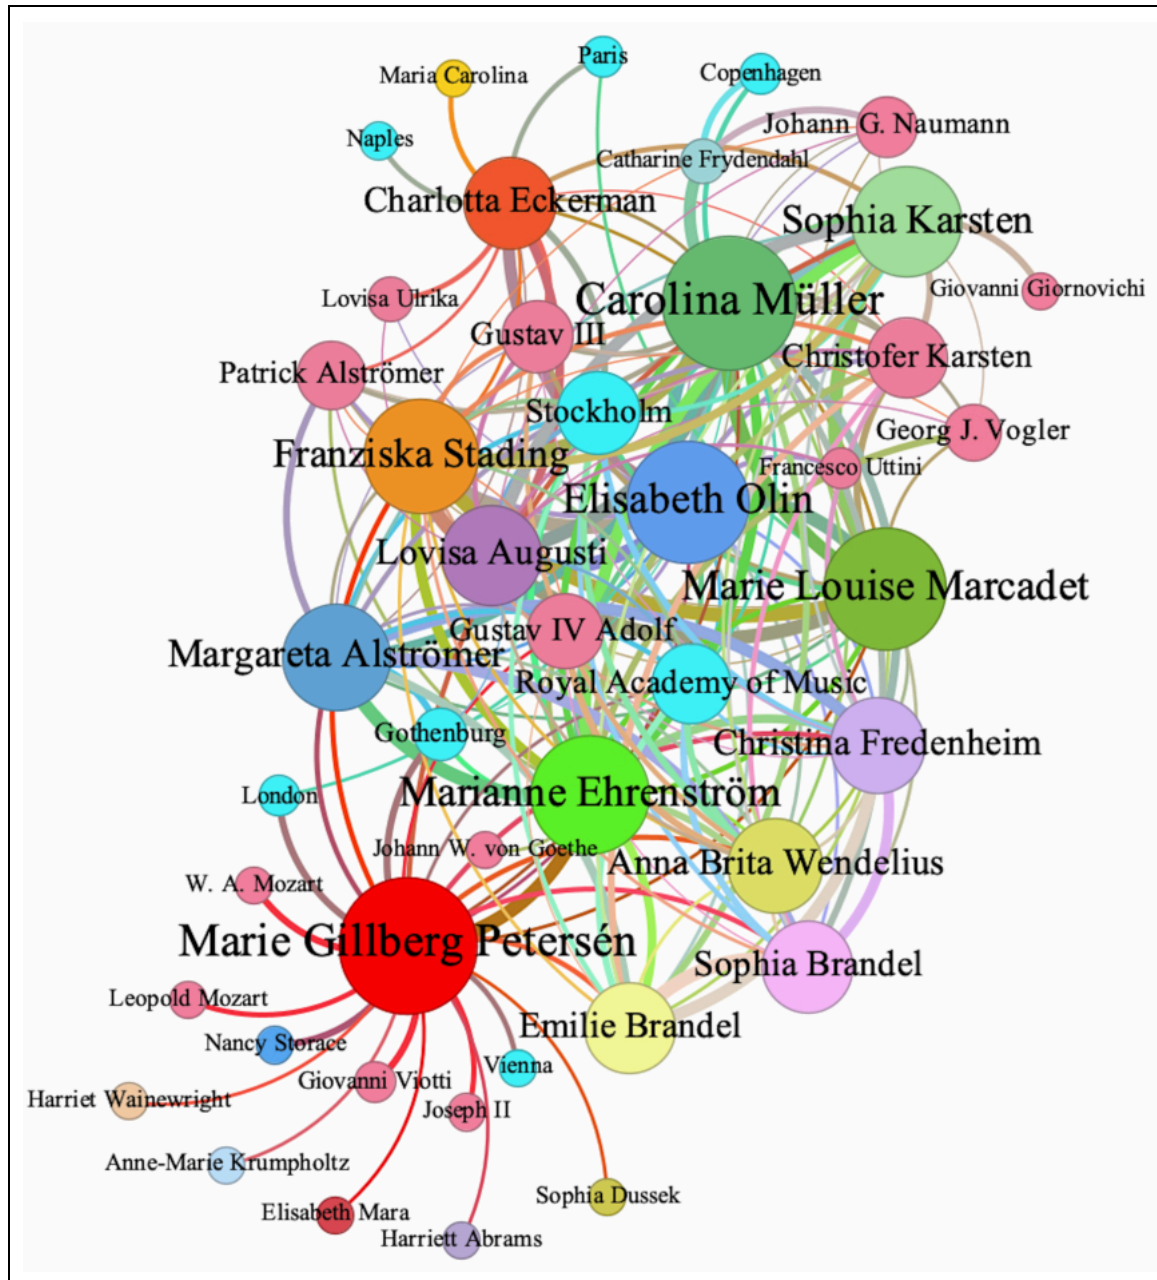 Paris
Maria Carolina
Copenhagen
Johann G. Naumann
Naples
Catharine Frydendahl
Charlotta Eckerman
Sophia Karsten
Giovanni Giornovichi
Lovisa Ulrika
Carolina Müller
Gustav III
Christofer Karsten
Patrick Alströmer
Stockholm
Georg J. Vogler
Franziska Stading
Francesco Uttini
Elisabeth Olin
Lovisa Augusti
Marie Louise Marcadet
Gustav IV Adolf
Margareta Alströmer
Royal Academy of Music
Gothenburg
Christina Fredenheim
London
Marianne Ehrenström
Johann W. von Goethe
Anna Brita Wendelius
W. A. Mozart
Marie Gillberg Petersén
Sophia Brandel
Leopold Mozart
Emilie Brandel
Nancy Storace
Vienna
Giovanni Viotti
Harriet Wainewright
Joseph II
Anne-Marie Krumpholtz
Sophia Dussek
Elisabeth Mara
Harriett Abrams